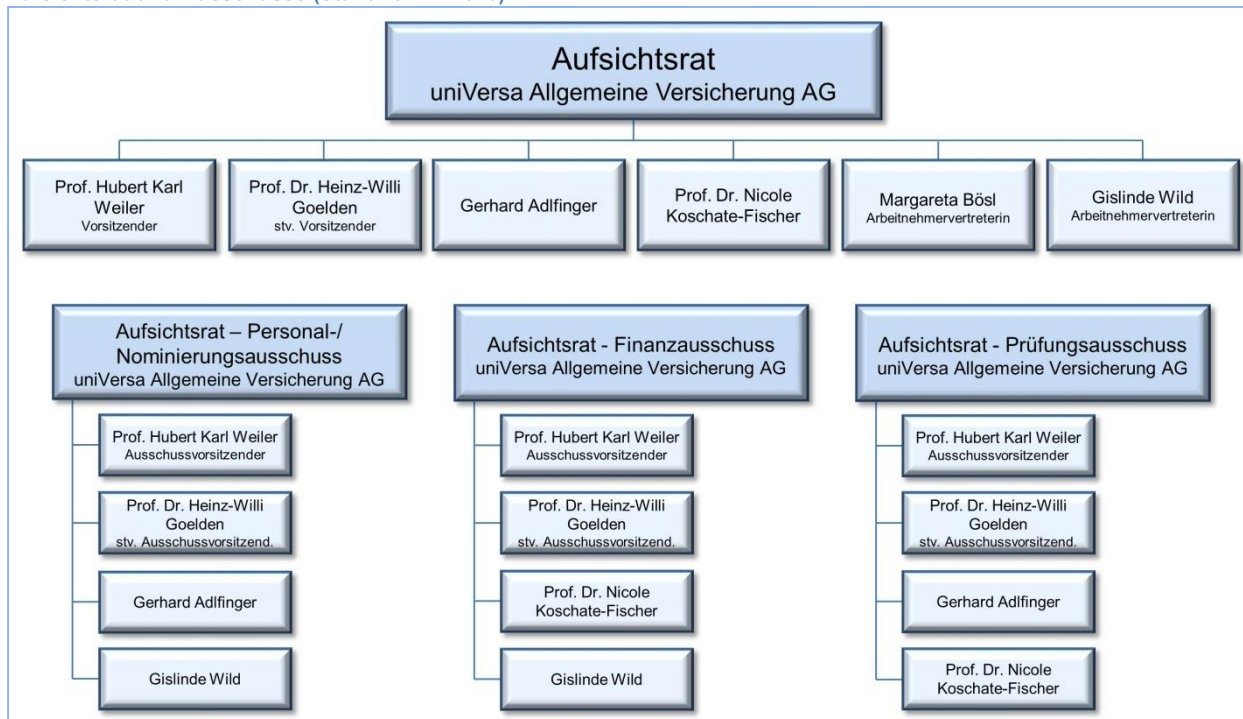 Aufsichtsrat
uniVersa Allgemeine Versicherung AG
Prof. Hubert Karl
Weiler
Vorsitzender
Prof. Dr. Heinz-Willi
Goelden
stv. Vorsitzender
Gerhard Adlfinger
Prof. Dr. Nicole
Koschate-Fischer
Margareta Bösl
Arbeitnehmervertreterin
Gislinde Wild
Arbeitnehmervertreterin
Aufsichtsrat – Personal-/
Nominierungsausschuss
uniVersa Allgemeine Versicherung AG
Prof. Hubert Karl Weiler
Ausschussvorsitzender
Prof. Dr. Heinz-Willi
Goelden
stv. Ausschussvorsitzend.
Gerhard Adlfinger
Gislinde Wild
Aufsichtsrat - Finanzausschuss
uniVersa Allgemeine Versicherung AG
Prof. Hubert Karl Weiler
Ausschussvorsitzender
Prof. Dr. Heinz-Willi
Goelden
stv. Ausschussvorsitzend.
Prof. Dr. Nicole
Koschate-Fischer
Gislinde Wild
Aufsichtsrat - Prüfungsausschuss
uniVersa Allgemeine Versicherung AG
Prof. Hubert Karl Weiler
Ausschussvorsitzender
Prof. Dr. Heinz-Willi
Goelden
stv. Ausschussvorsitzend.
Gerhard Adlfinger
Prof. Dr. Nicole
Koschate-Fischer